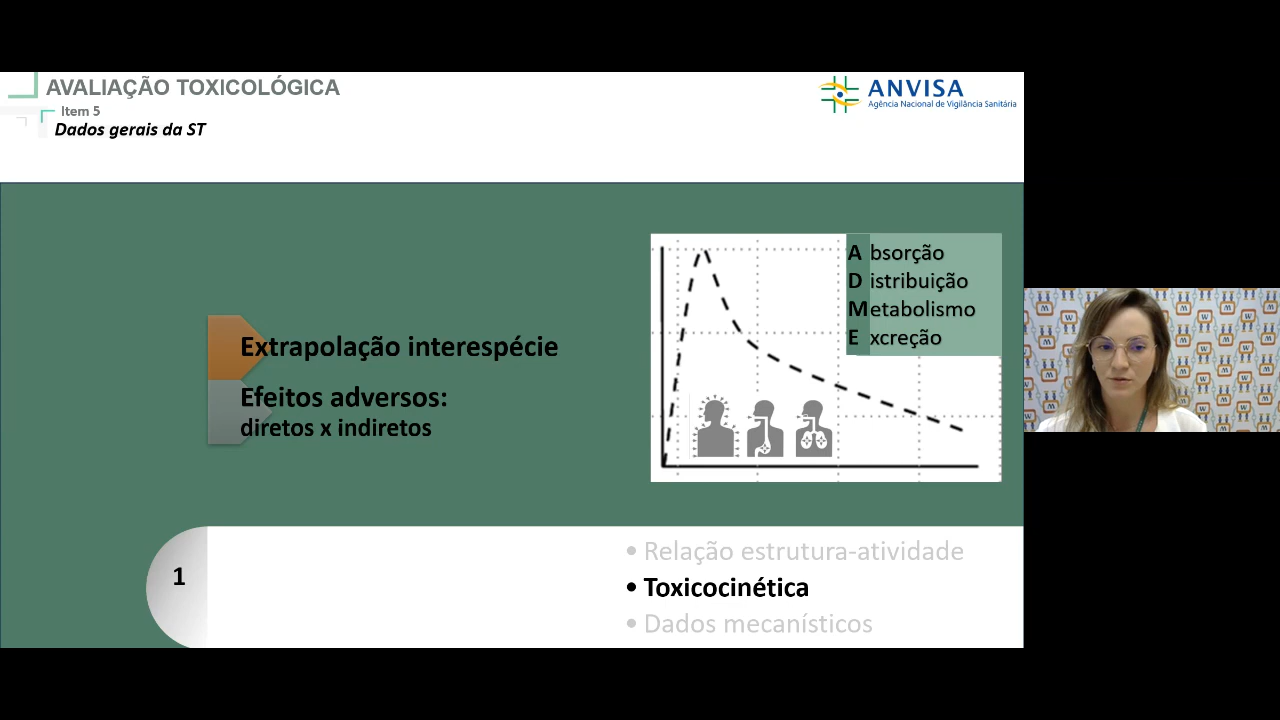 AVALIAÇÃO TOXICOLÓGICA
Item 5
Dados gerais da ST
ANVISA
Agência Nacional de Vigilância Sanitária
Absorção
Distribuição
Metabolismo
Excreção
Extrapolação interespécie
Efeitos adversos:
diretos x indiretos
1
• Relação estrutura-atividade
• Toxicocinética
• Dados mecanísticos